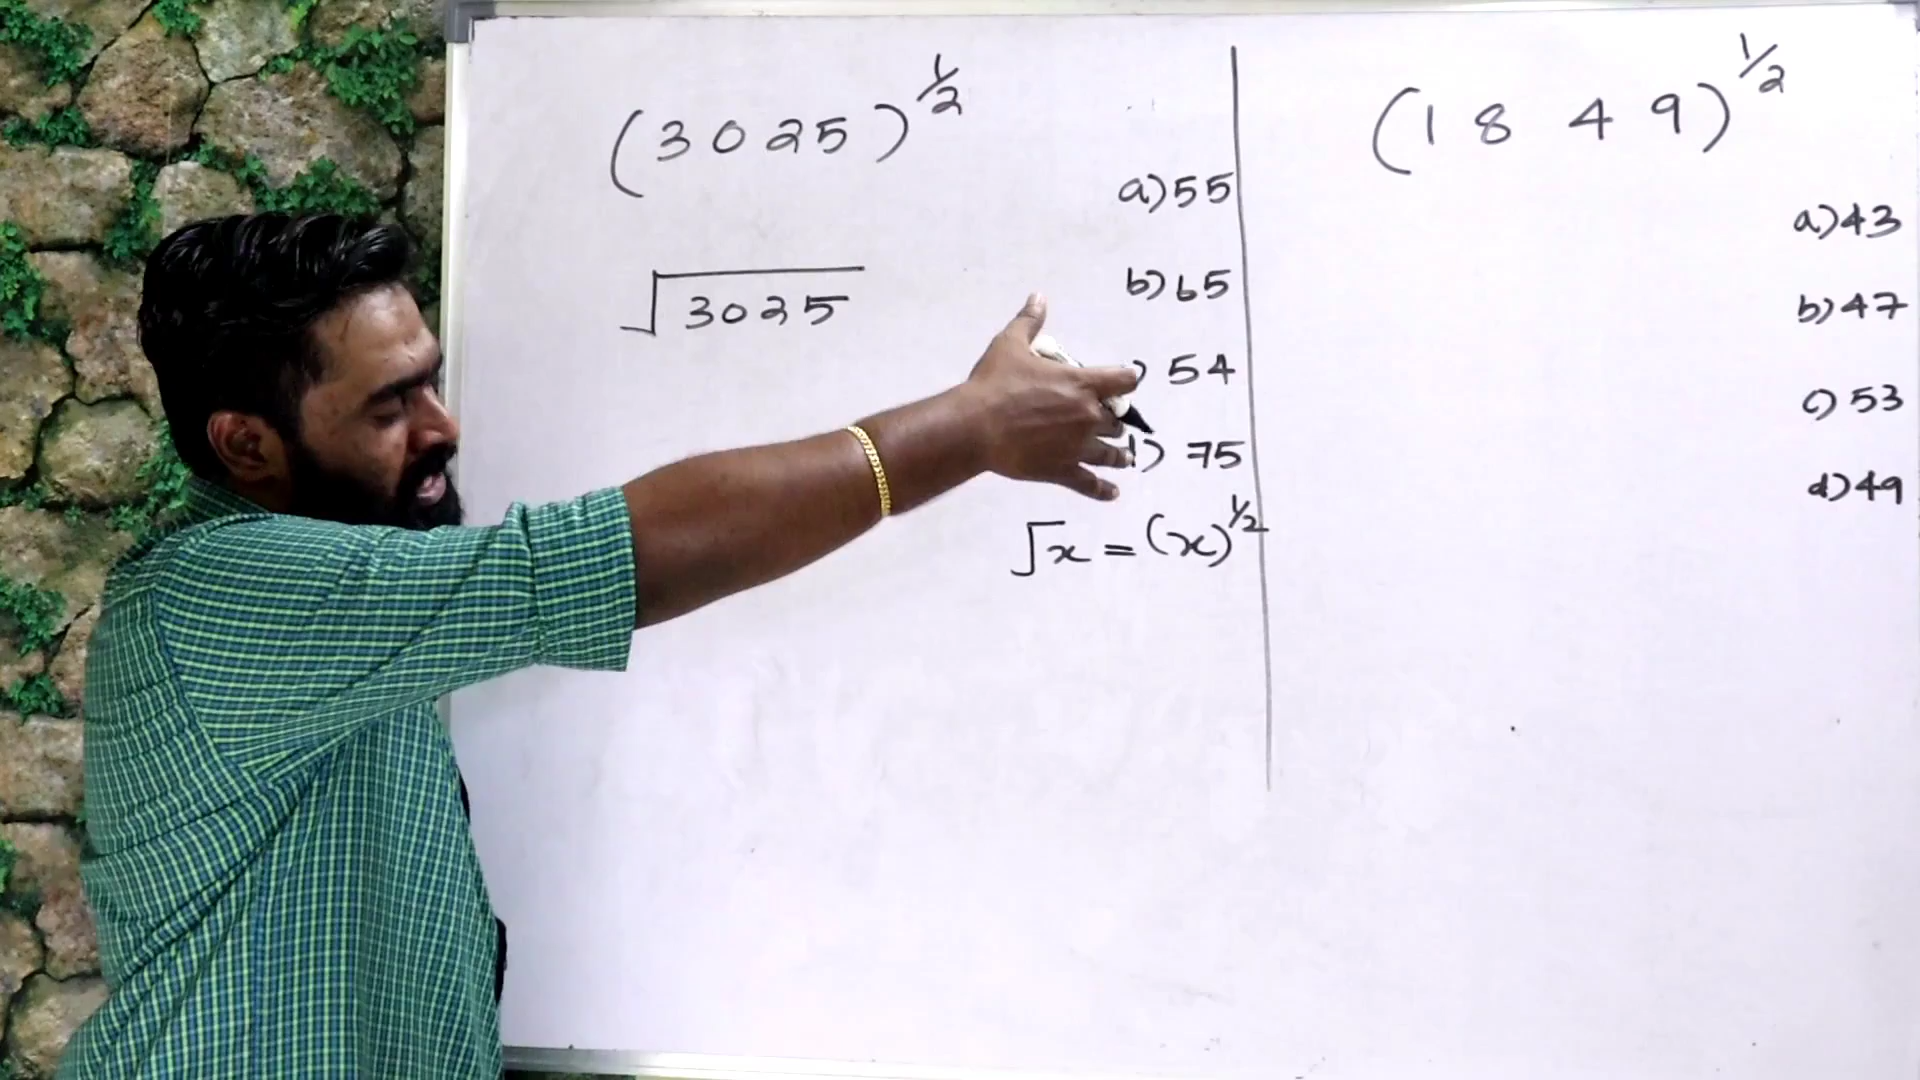 (3025)^½
a) 55
b) 65
√3025
) 54
d) 75
√x = (x)^½
(1849)^½
a) 43
b) 47
c) 53
d) 49